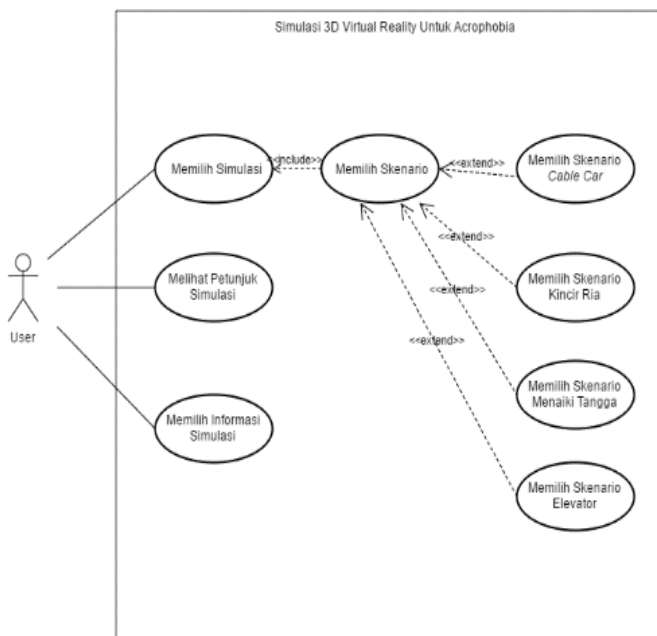 Simulasi 3D Virtual Reality Untuk Acrophobia
Memilih Simulasi
<<include>>
Memilih Skenario
<<extend>>
Memilih Skenario
Cable Car
<<extend>>
Memilih Skenario
Kincir Ria
Melihat Petunjuk
Simulasi
User
<<extend>>
<<extend>>
Memilih Skenario
Menaiki Tangga
Memilih Informasi
Simulasi
Memilih Skenario
Elevator